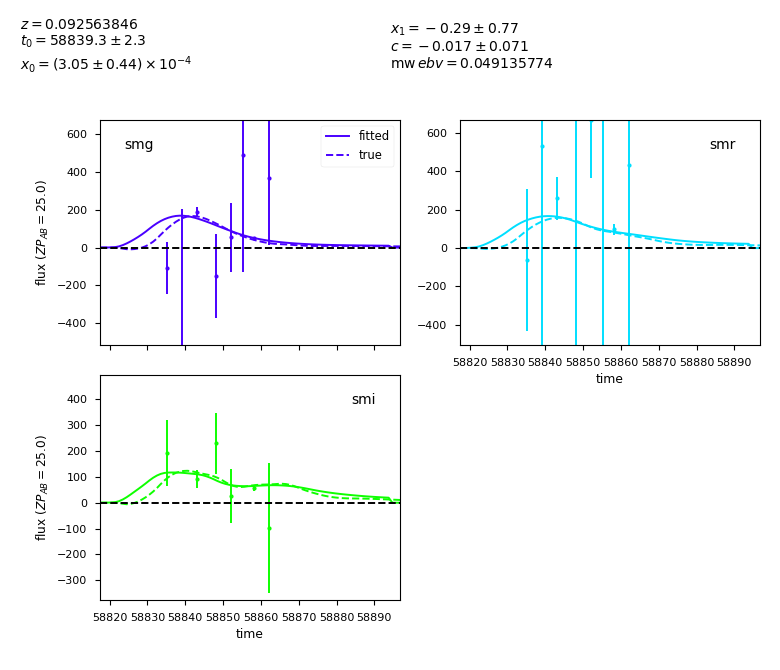 z = 0.092563846
t₀ = 58839.3 ± 2.3
x₀ = (3.05 ± 0.44) × 10⁻⁴
x₁ = −0.29 ± 0.77
c = −0.017 ± 0.071
mw ebv = 0.049135774
smg
fitted
true
600
400
200
0
−200
−400
flux (ZP_AB = 25.0)
smr
600
400
200
0
−200
−400
58820 58830 58840 58850 58860 58870 58880 58890
time
smi
400
300
200
100
0
−100
−200
−300
flux (ZP_AB = 25.0)
58820 58830 58840 58850 58860 58870 58880 58890
time